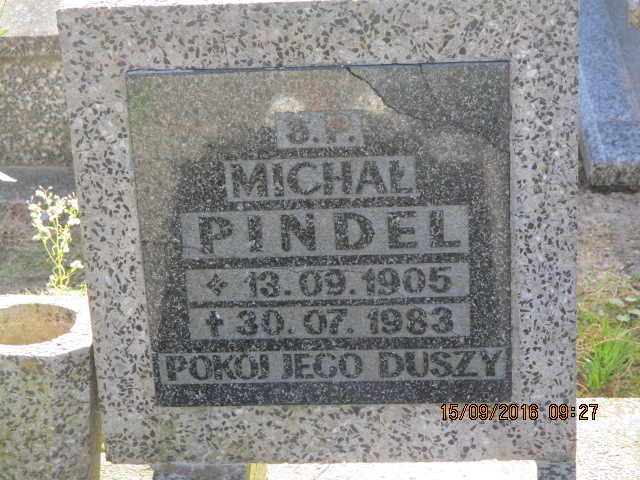 Ś.P.
MICHAŁ
PINDEL
✧ 13.09.1905
✝ 30.07.1983
POKÓJ JEGO DUSZY
15/09/2016 09:27